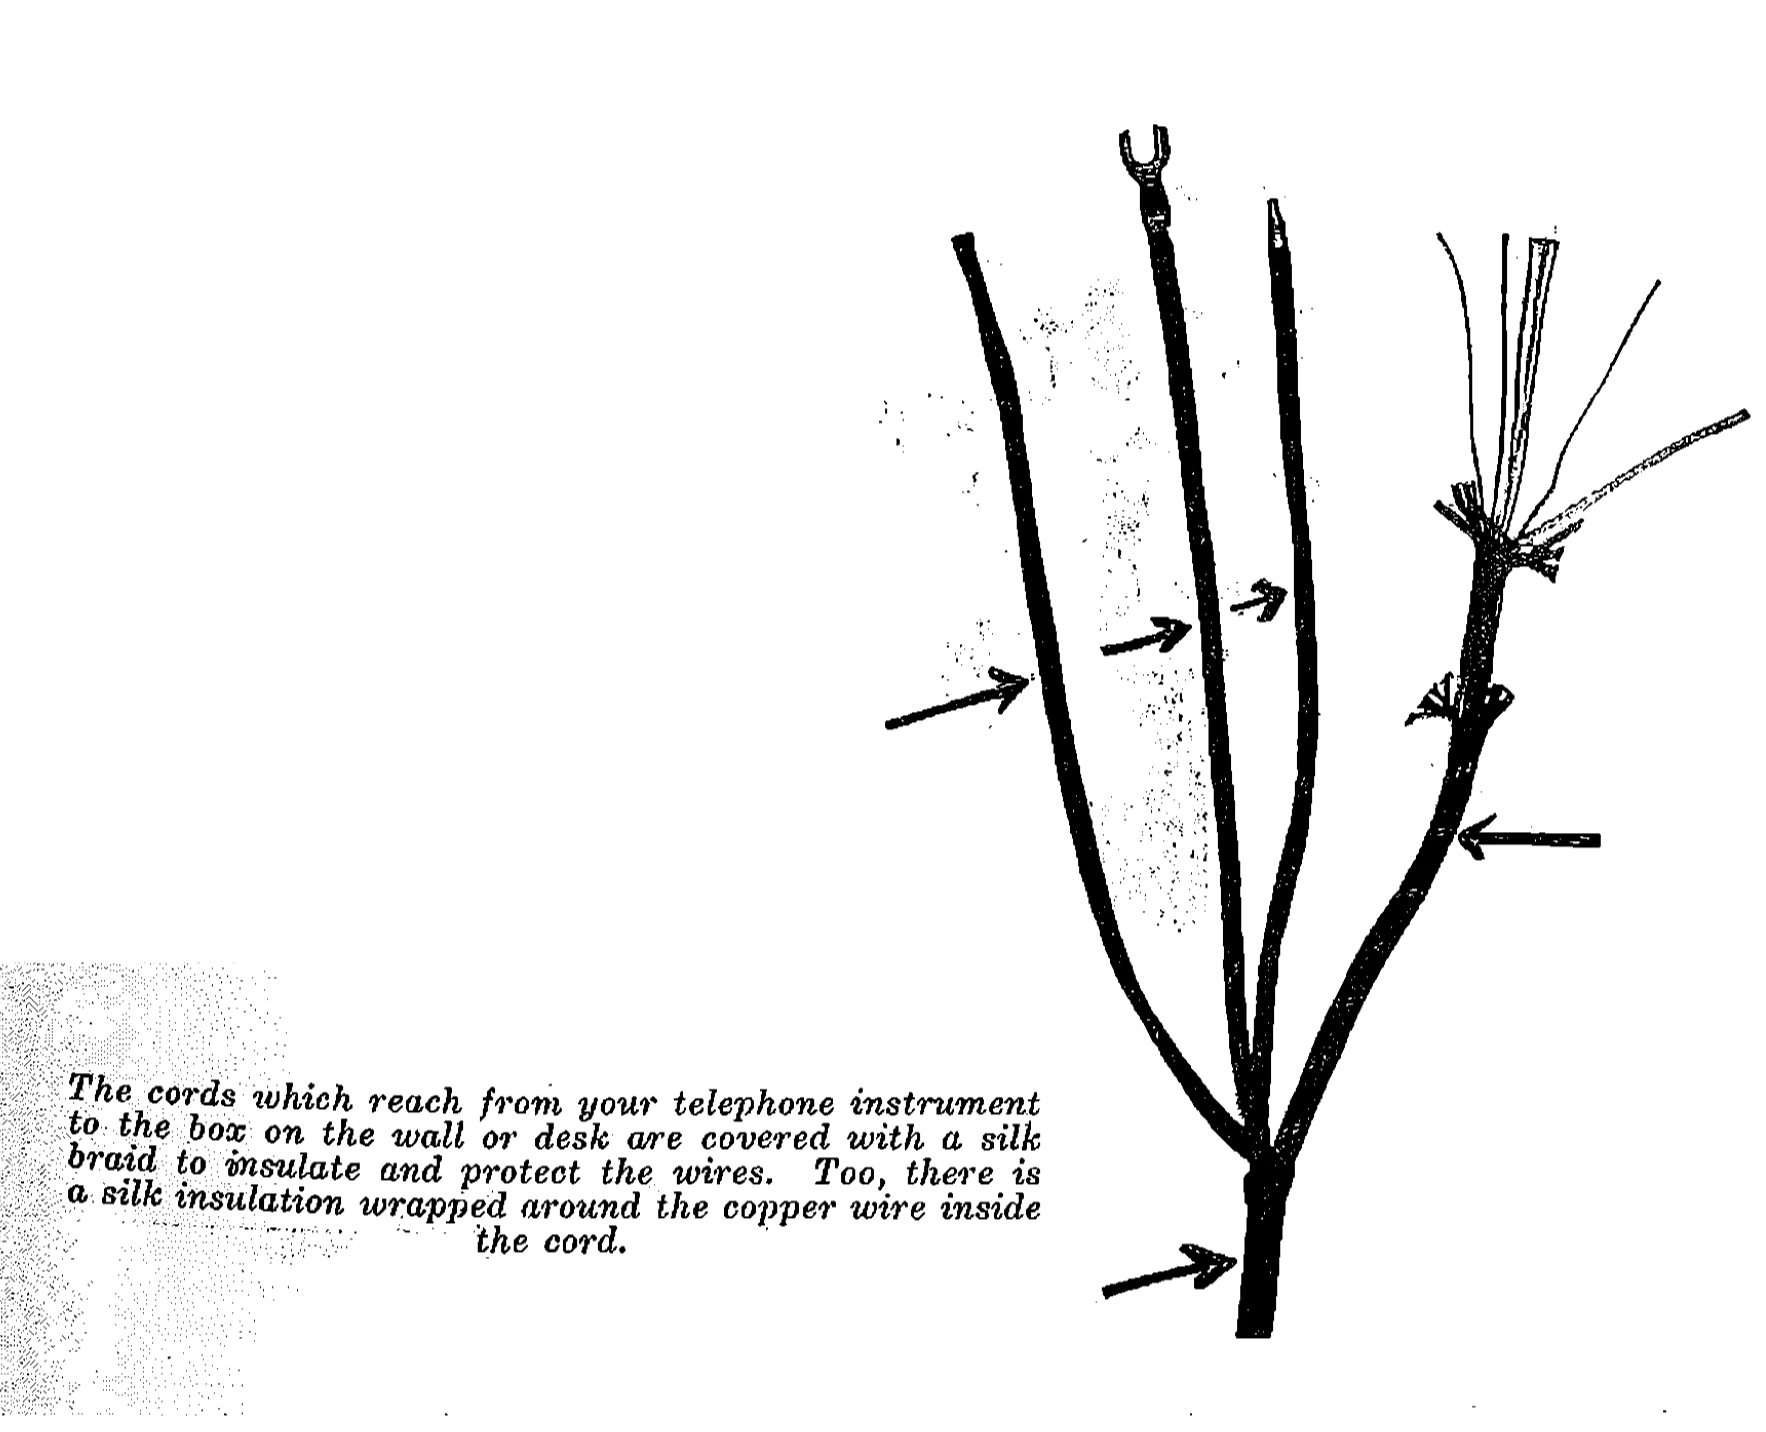 The cords which reach from your telephone instrument
to the box on the wall or desk are covered with a silk
braid to insulate and protect the wires. Too, there is
a silk insulation wrapped around the copper wire inside
the cord.